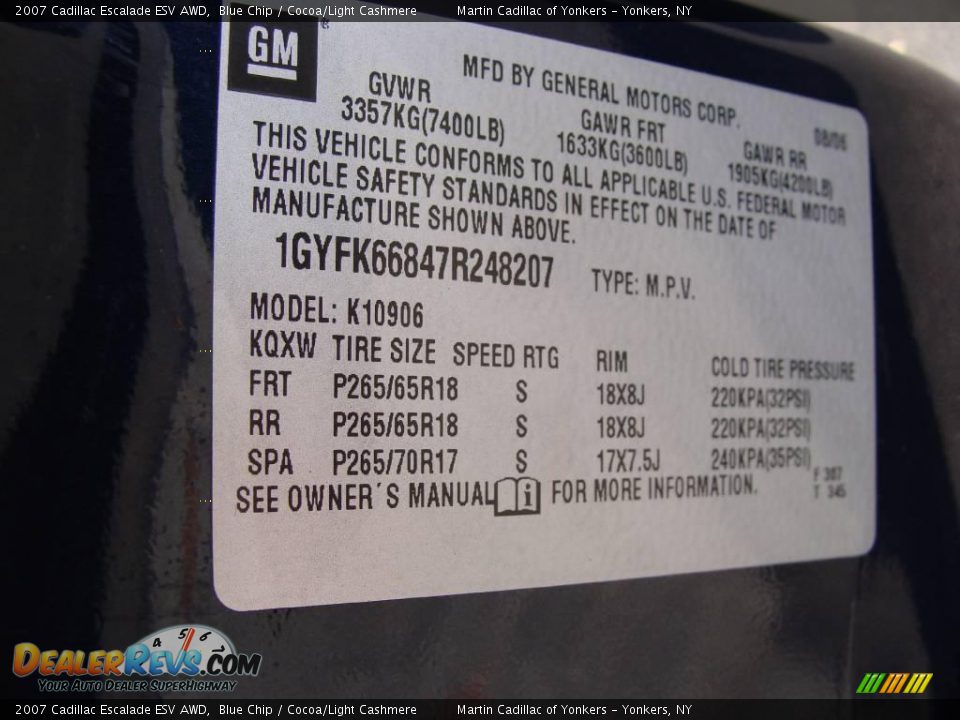 2007 Cadillac Escalade ESV AWD, Blue Chip / Cocoa/Light Cashmere Martin Cadillac of Yonkers - Yonkers, NY
GM
MFD BY GENERAL MOTORS CORP. 08/06
GVWR GAWR FRT GAWR RR
3357KG(7400LB) 1633KG(3600LB) 1905KG(4200LB)
THIS VEHICLE CONFORMS TO ALL APPLICABLE U.S. FEDERAL MOTOR
VEHICLE SAFETY STANDARDS IN EFFECT ON THE DATE OF
MANUFACTURE SHOWN ABOVE.
1GYFK66847R248207 TYPE: M.P.V.
MODEL: K10906
KQXW TIRE SIZE SPEED RTG RIM COLD TIRE PRESSURE
FRT P265/65R18 S 18X8J 220KPA(32PSI)
RR P265/65R18 S 18X8J 220KPA(32PSI)
SPA P265/70R17 S 17X7.5J 240KPA(35PSI)
F 307
T 345
SEE OWNER'S MANUAL i FOR MORE INFORMATION.
4 5 6
DEALERREVS.COM
Your Auto Dealer SuperHighway
2007 Cadillac Escalade ESV AWD, Blue Chip / Cocoa/Light Cashmere Martin Cadillac of Yonkers - Yonkers, NY